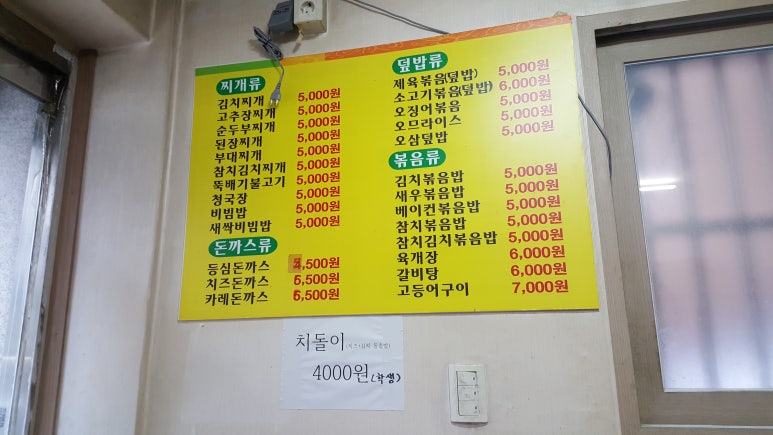 찌개류
김치찌개 5,000원
고추장찌개 5,000원
순두부찌개 5,000원
된장찌개 5,000원
부대찌개 5,000원
참치김치찌개 5,000원
뚝배기불고기 5,000원
청국장 5,000원
비빔밥 5,000원
새싹비빔밥 5,000원
돈까스류
등심돈까스 4,500원
치즈돈까스 5,500원
카레돈까스 5,500원
덮밥류
제육볶음(덮밥) 5,000원
소고기볶음(덮밥) 6,000원
오징어볶음 5,000원
오므라이스 5,000원
오삼덮밥 5,000원
볶음류
김치볶음밥 5,000원
새우볶음밥 5,000원
베이컨볶음밥 5,000원
참치볶음밥 5,000원
참치김치볶음밥 5,000원
육개장 6,000원
갈비탕 6,000원
고등어구이 7,000원
치돌이
4000원(학생)